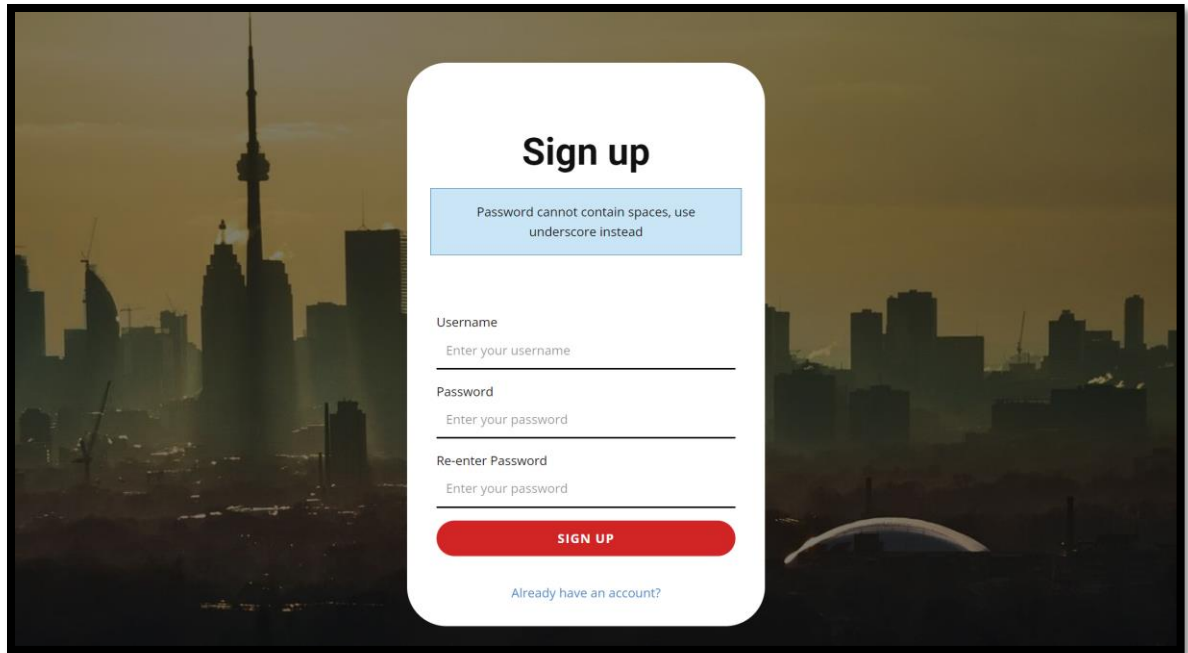 Sign up
Password cannot contain spaces, use
underscore instead
Username
Enter your username
Password
Enter your password
Re-enter Password
Enter your password
SIGN UP
Already have an account?